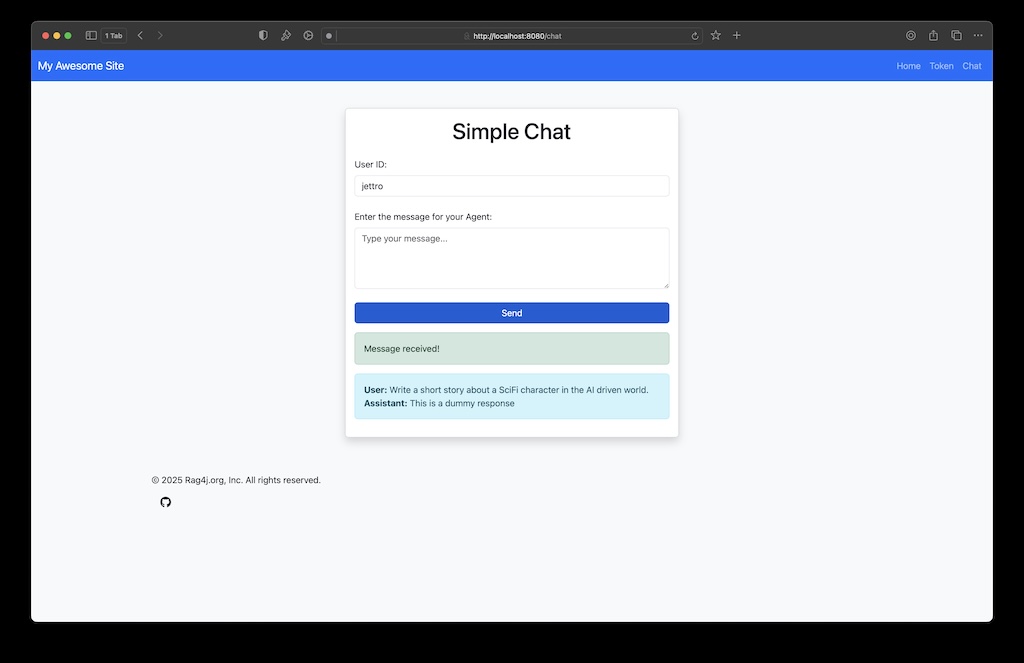 1 Tab
http://localhost:8080/chat
My Awesome Site
Home Token Chat
Simple Chat
User ID:
jettro
Enter the message for your Agent:
Type your message...
Send
Message received!
User: Write a short story about a SciFi character in the AI driven world.
Assistant: This is a dummy response
© 2025 Rag4j.org, Inc. All rights reserved.